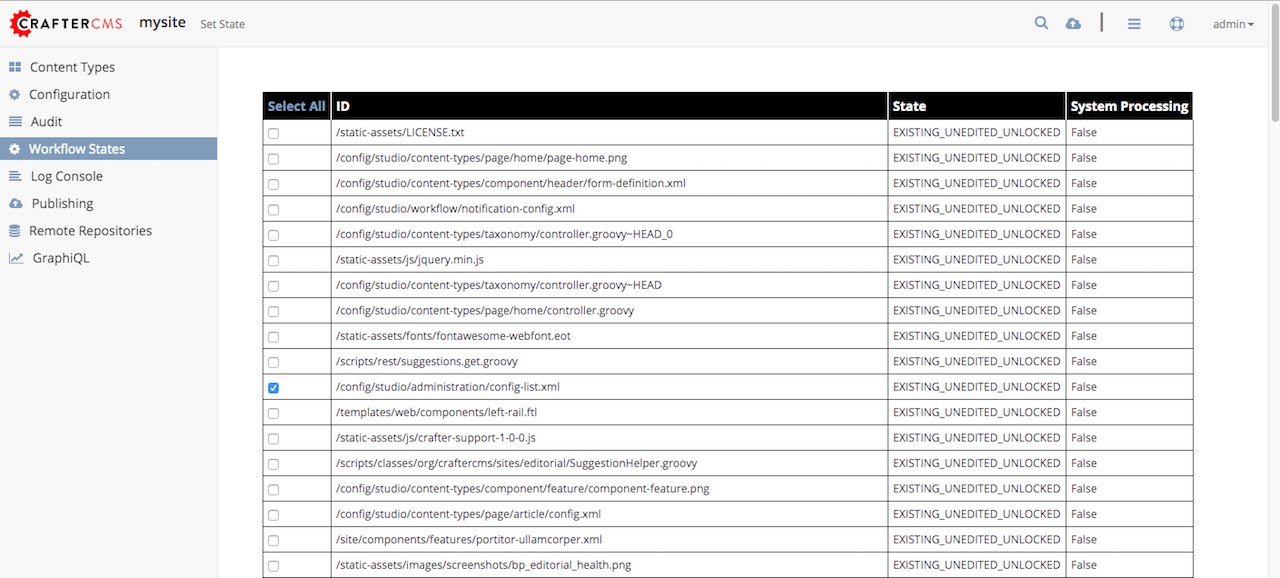 CRAFTERCMS mysite Set State admin
Content Types
Configuration
Audit
Workflow States
Log Console
Publishing
Remote Repositories
GraphiQL
Select All ID State System Processing
/static-assets/LICENSE.txt EXISTING_UNEDITED_UNLOCKED False
/config/studio/content-types/page/home/page-home.png EXISTING_UNEDITED_UNLOCKED False
/config/studio/content-types/component/header/form-definition.xml EXISTING_UNEDITED_UNLOCKED False
/config/studio/workflow/notification-config.xml EXISTING_UNEDITED_UNLOCKED False
/config/studio/content-types/taxonomy/controller.groovy~HEAD_0 EXISTING_UNEDITED_UNLOCKED False
/static-assets/js/jquery.min.js EXISTING_UNEDITED_UNLOCKED False
/config/studio/content-types/taxonomy/controller.groovy~HEAD EXISTING_UNEDITED_UNLOCKED False
/config/studio/content-types/page/home/controller.groovy EXISTING_UNEDITED_UNLOCKED False
/static-assets/fonts/fontawesome-webfont.eot EXISTING_UNEDITED_UNLOCKED False
/scripts/rest/suggestions.get.groovy EXISTING_UNEDITED_UNLOCKED False
/config/studio/administration/config-list.xml EXISTING_UNEDITED_UNLOCKED False
/templates/web/components/left-rail.ftl EXISTING_UNEDITED_UNLOCKED False
/static-assets/js/crafter-support-1-0-0.js EXISTING_UNEDITED_UNLOCKED False
/scripts/classes/org/craftercms/sites/editorial/SuggestionHelper.groovy EXISTING_UNEDITED_UNLOCKED False
/config/studio/content-types/component/feature/component-feature.png EXISTING_UNEDITED_UNLOCKED False
/config/studio/content-types/page/article/config.xml EXISTING_UNEDITED_UNLOCKED False
/site/components/features/portitor-ullamcorper.xml EXISTING_UNEDITED_UNLOCKED False
/static-assets/images/screenshots/bp_editorial_health.png EXISTING_UNEDITED_UNLOCKED False